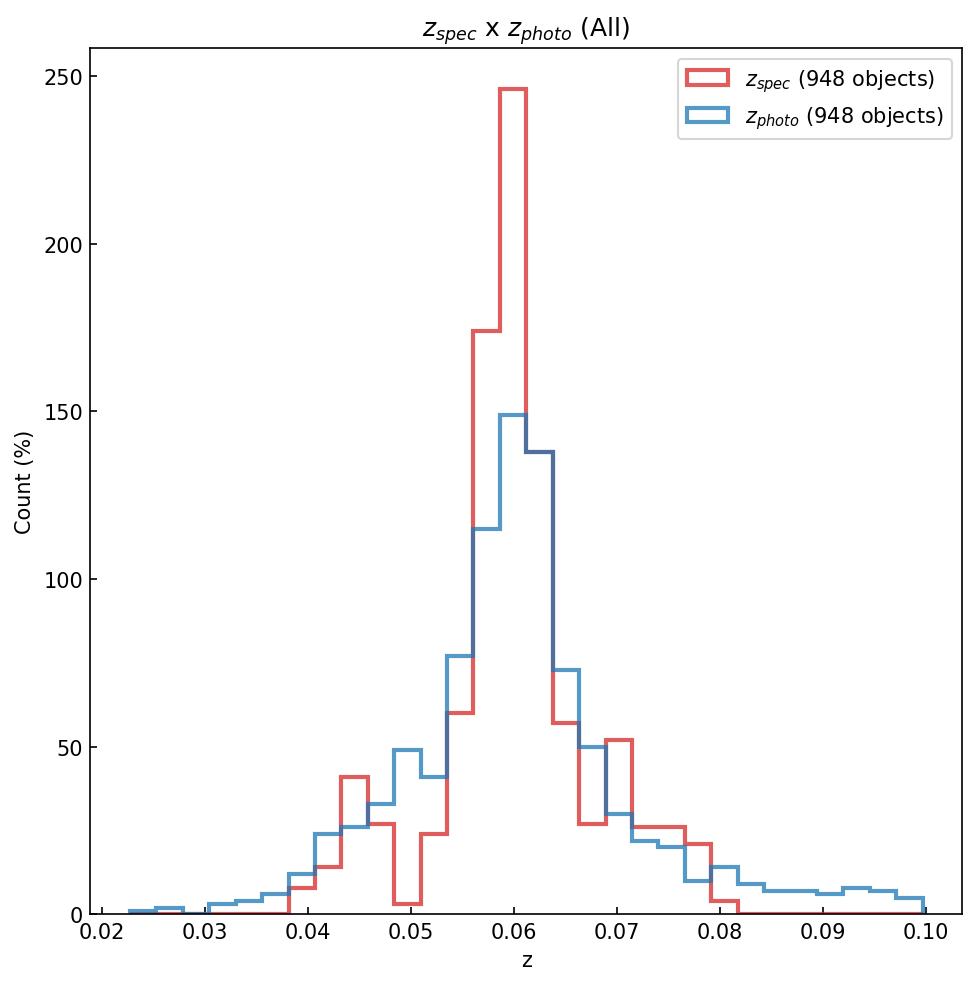 z_spec x z_photo (All)
z_spec (948 objects)
z_photo (948 objects)
Count (%)
250
200
150
100
50
0
0.02 0.03 0.04 0.05 0.06 0.07 0.08 0.09 0.10
z